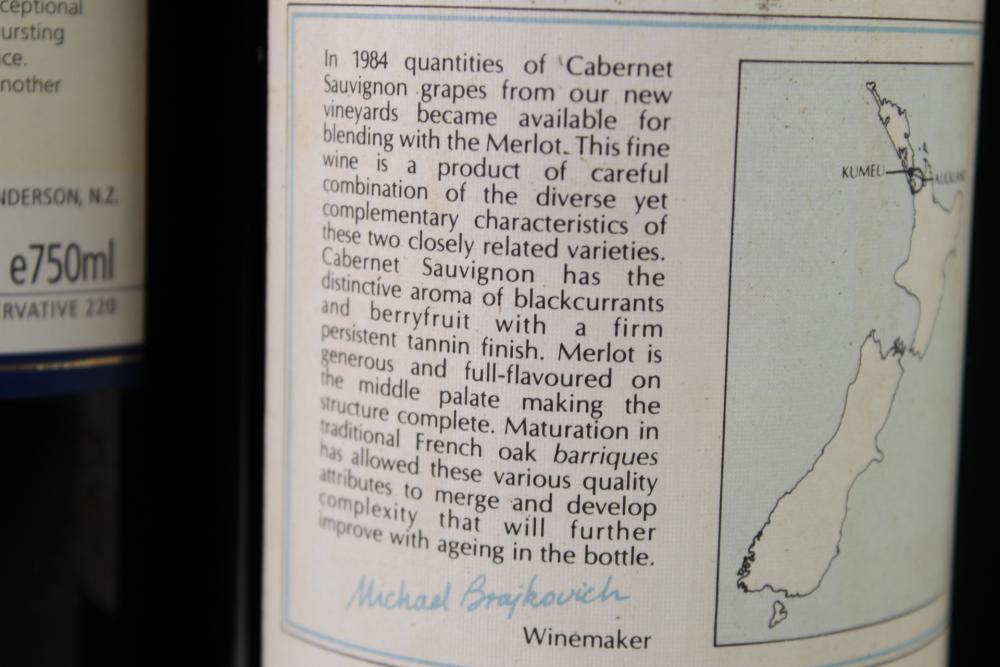 ceptional
ursting
ice.
nother
NDERSON, N.Z.
e750ml
RVATIVE 220
In 1984 quantities of Cabernet
Sauvignon grapes from our new
vineyards became available for
blending with the Merlot. This fine
wine is a product of careful
combination of the diverse yet
complementary characteristics of
these two closely related varieties.
Cabernet Sauvignon has the
distinctive aroma of blackcurrants
and berryfruit with a firm
persistent tannin finish. Merlot is
generous and full-flavoured on
the middle palate making the
structure complete. Maturation in
traditional French oak barriques
has allowed these various quality
attributes to merge and develop
complexity that will further
improve with ageing in the bottle.
Michael Brajkovich
Winemaker
KUMEU